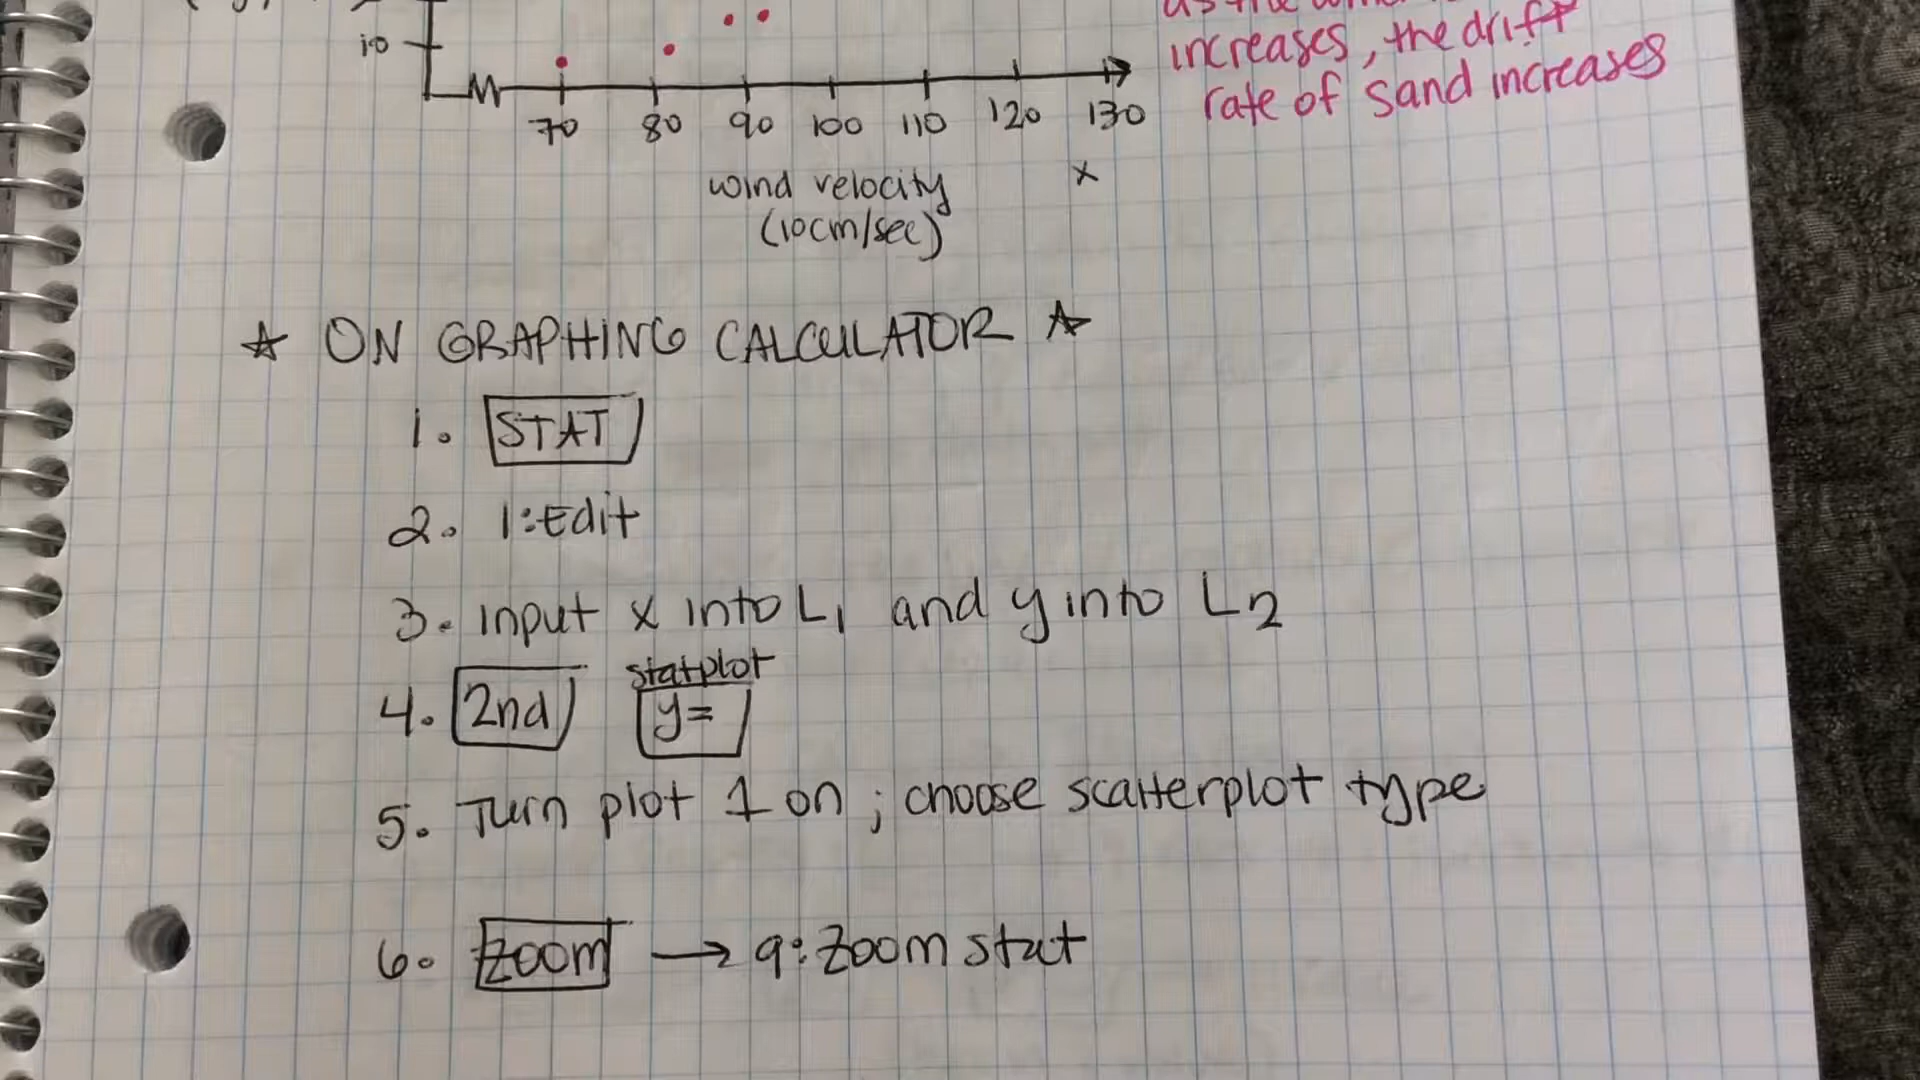 increases, the drift
rate of sand increases
10
70 80 90 100 110 120 130
x
wind velocity
(10cm/sec)
☆ ON GRAPHING CALCULATOR ☆
1. STAT
2. 1:Edit
3. input x into L1 and y into L2
statplot
4. 2nd y=
5. Turn plot 1 on ; choose scatterplot type
6. zoom → 9:Zoom stat